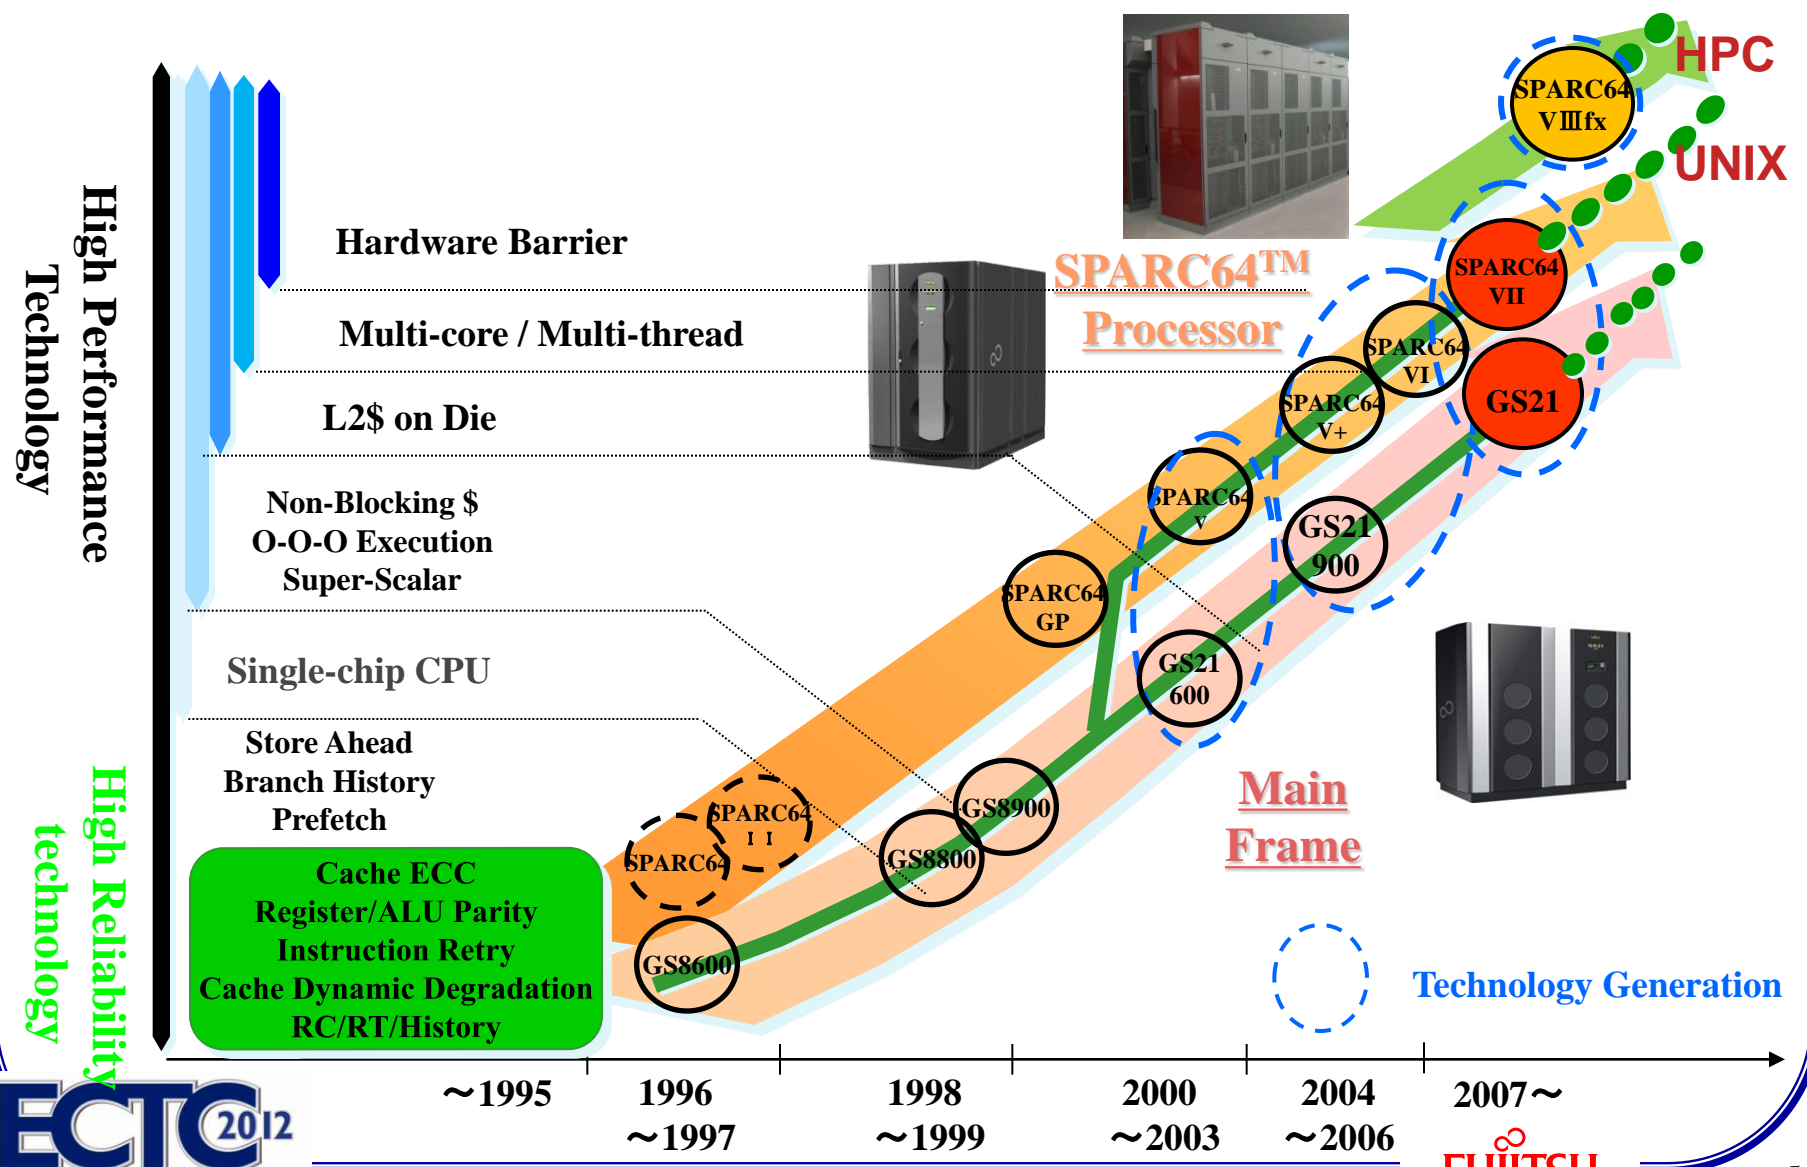 HPC
SPARC64
VⅢfx
UNIX
High Performance
Technology
Hardware Barrier
SPARC64TM
Processor
SPARC64
VII
Multi-core / Multi-thread
SPARC64
VI
L2$ on Die
SPARC64
V+
GS21
Non-Blocking $
O-O-O Execution
Super-Scalar
SPARC64
V
GS21
900
SPARC64
GP
Single-chip CPU
GS21
600
Store Ahead
Branch History
Prefetch
SPARC64
II
SPARC64
GS8900
GS8800
Main
Frame
High Reliability
technology
Cache ECC
Register/ALU Parity
Instruction Retry
Cache Dynamic Degradation
RC/RT/History
GS8600
Technology Generation
～1995
1996
～1997
1998
～1999
2000
～2003
2004
～2006
2007～
ECTC 2012
FUJITSU